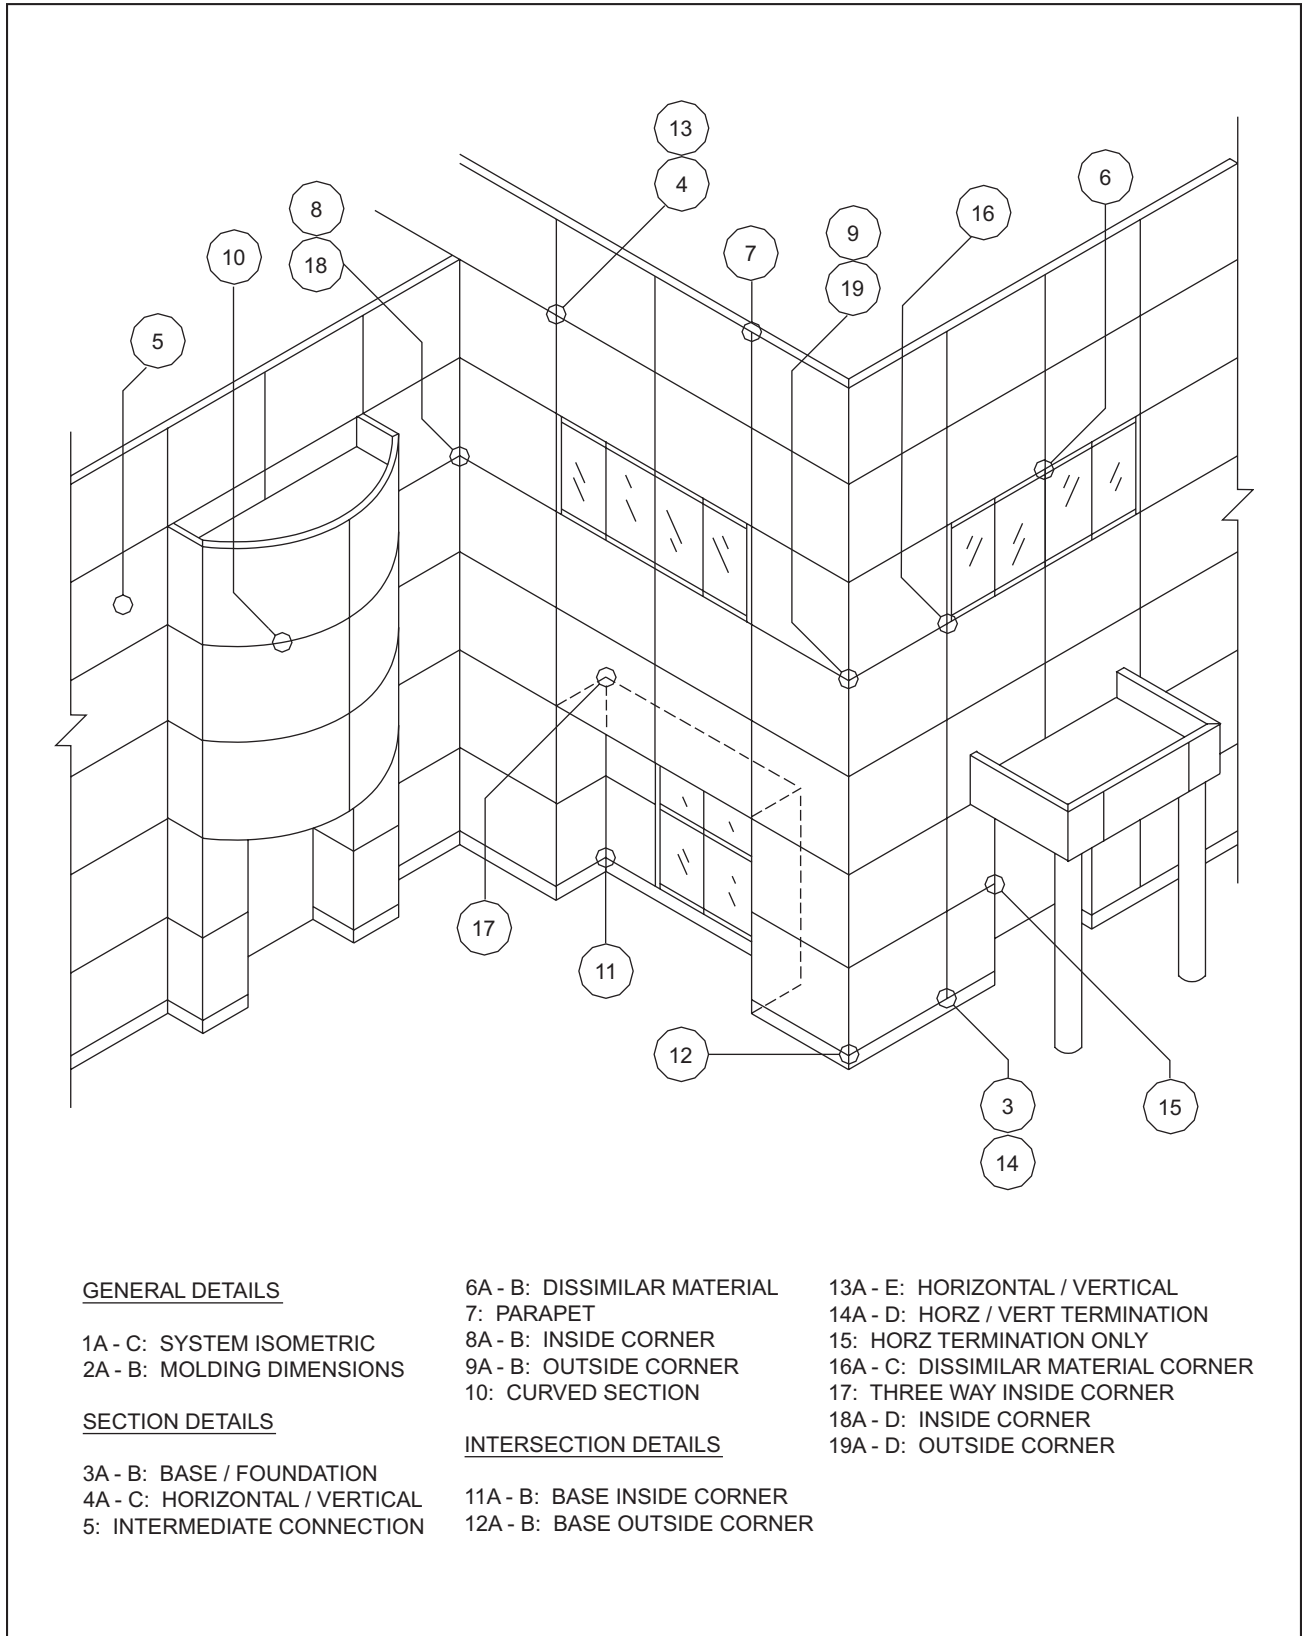 13
4
6
8
16
9
7
10
18
19
5
17
11
12
3
15
14
GENERAL DETAILS
1A - C: SYSTEM ISOMETRIC
2A - B: MOLDING DIMENSIONS
SECTION DETAILS
3A - B: BASE / FOUNDATION
4A - C: HORIZONTAL / VERTICAL
5: INTERMEDIATE CONNECTION
6A - B: DISSIMILAR MATERIAL
7: PARAPET
8A - B: INSIDE CORNER
9A - B: OUTSIDE CORNER
10: CURVED SECTION
INTERSECTION DETAILS
11A - B: BASE INSIDE CORNER
12A - B: BASE OUTSIDE CORNER
13A - E: HORIZONTAL / VERTICAL
14A - D: HORZ / VERT TERMINATION
15: HORZ TERMINATION ONLY
16A - C: DISSIMILAR MATERIAL CORNER
17: THREE WAY INSIDE CORNER
18A - D: INSIDE CORNER
19A - D: OUTSIDE CORNER